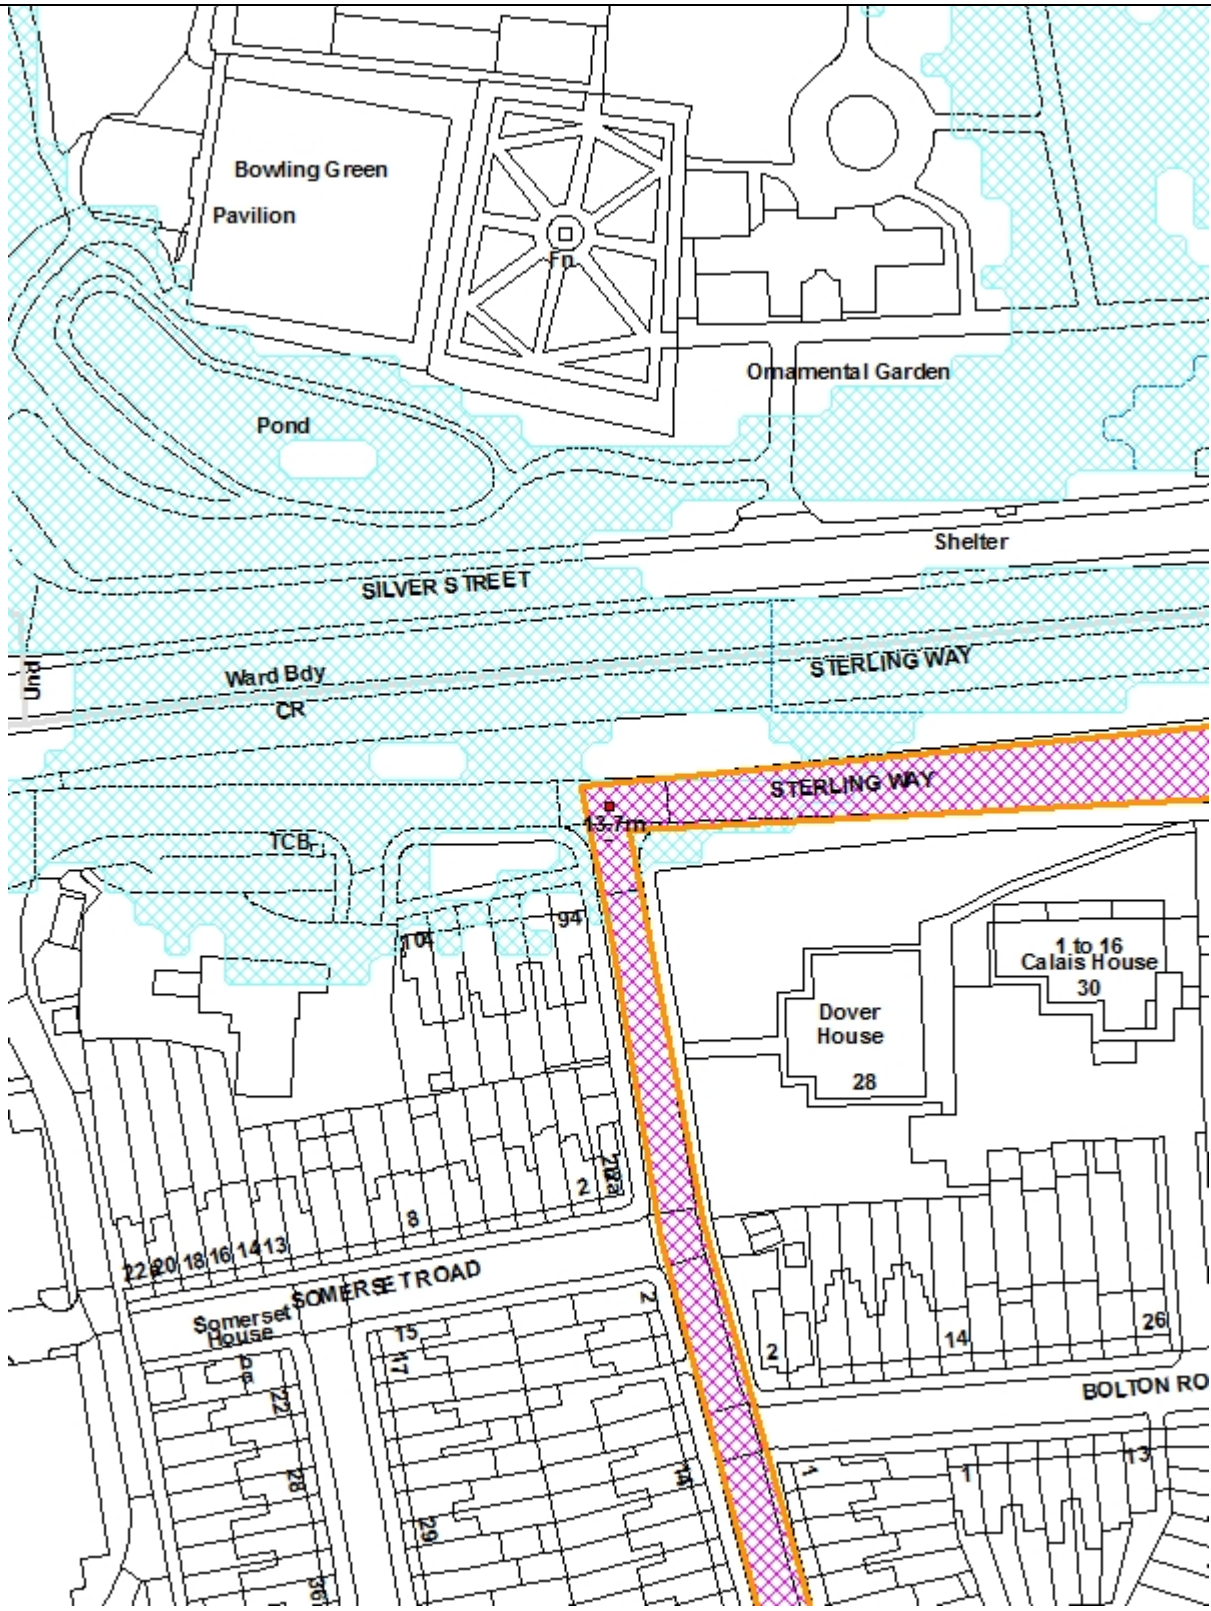 Bowling Green
Pavilion
Fn
Ornamental Garden
Pond
Shelter
SILVER STREET
STERLING WAY
Und
Ward Bdy
CR
STERLING WAY
13.7m
TCB
104
94
1 to 16
Calais House
30
Dover
House
28
2
8
22
20
18
16
14
13
SOMERSET ROAD
Somerset
House
2
15
17
2
14
26
22
BOLTON RO
28
14
1
1
13
29
36